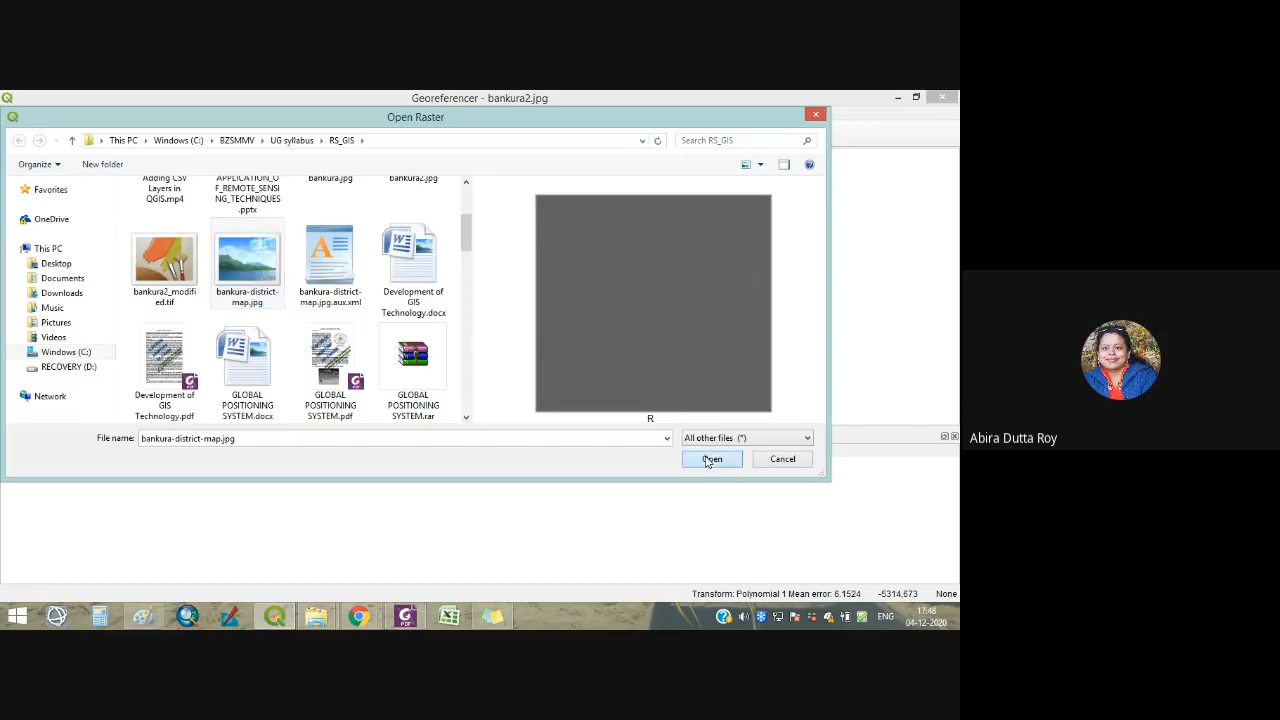 Georeferencer - bankura2.jpg
Open Raster
This PC
Windows (C:)
BZSMMV
UG syllabus
RS_GIS
Search RS_GIS
Organize
New folder
Favorites
OneDrive
This PC
Desktop
Documents
Downloads
Music
Pictures
Videos
Windows (C:)
RECOVERY (D:)
Network
Adding CSV
Layers in
QGIS.mp4
APPLICATION_O
F_REMOTE_SENSI
NG_TECHNIQUES
.pptx
bankura.jpg
bankura2.jpg
bankura2_modifi
ed.tif
bankura-district-
map.jpg
bankura-district-
map.jpg.aux.xml
Development of
GIS
Technology.docx
Development of
GIS
Technology.pdf
GLOBAL
POSITIONING
SYSTEM.docx
GLOBAL
POSITIONING
SYSTEM.pdf
GLOBAL
POSITIONING
SYSTEM.rar
R
File name:
bankura-district-map.jpg
All other files (*)
Open
Cancel
Transform: Polynomial 1 Mean error: 6.1524
-5314,673
None
ENG
17:48
04-12-2020
Abira Dutta Roy